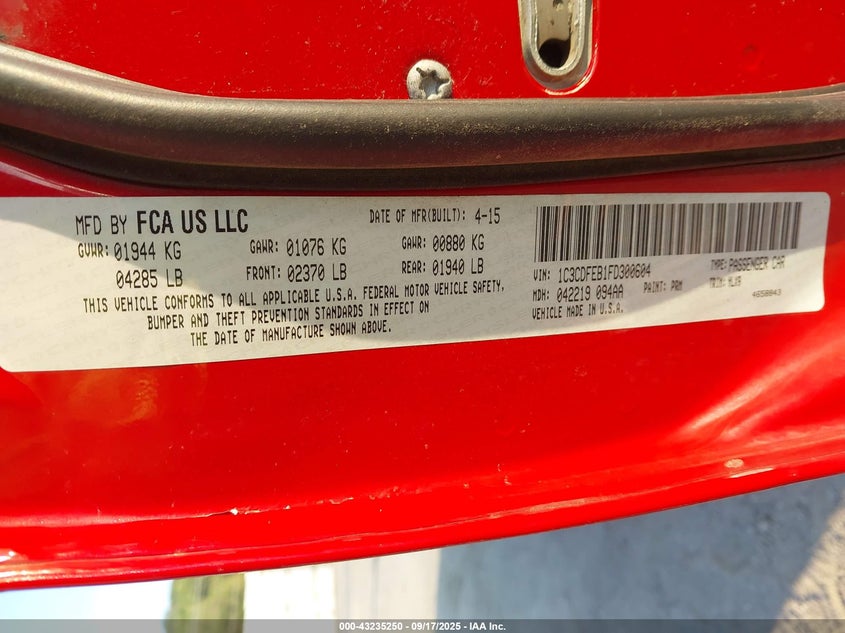 MFD BY FCA US LLC DATE OF MFR(BUILT): 4-15
GVWR: 01944 KG GAWR: 01076 KG GAWR: 00880 KG
04285 LB FRONT: 02370 LB REAR: 01940 LB
THIS VEHICLE CONFORMS TO ALL APPLICABLE U.S.A. FEDERAL MOTOR VEHICLE SAFETY,
BUMPER AND THEFT PREVENTION STANDARDS IN EFFECT ON
THE DATE OF MANUFACTURE SHOWN ABOVE.
VIN: 1C3CDFEB1FD300604 TYPE: PASSENGER CAR
MDH: 042219 094AA PAINT: PRM TRIM: MLX9
VEHICLE MADE IN U.S.A. 4658843
000-43235250 - 09/17/2025 - IAA Inc.